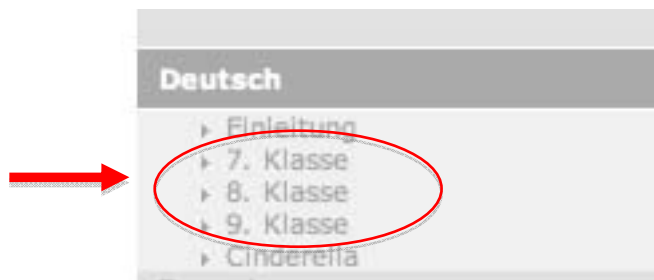 Deutsch
Einleitung
7. Klasse
8. Klasse
9. Klasse
Cinderella